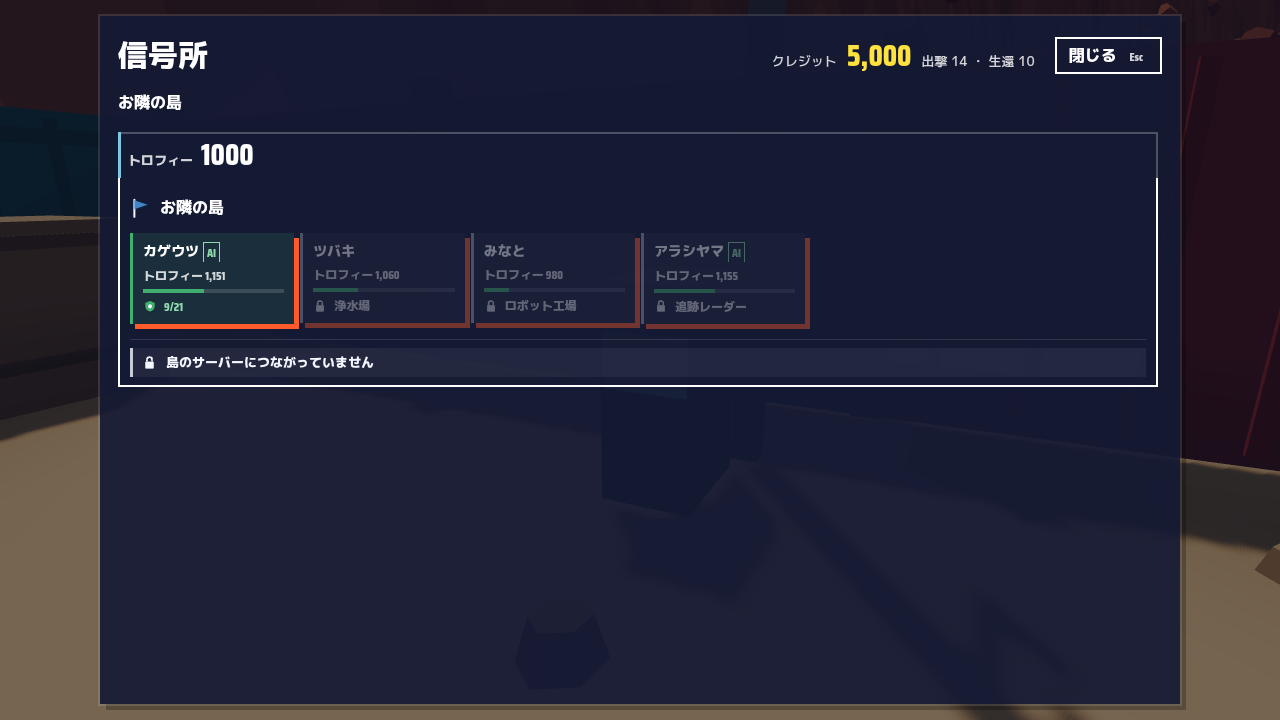 信号所
クレジット 5,000 出撃 14 · 生還 10
閉じる Esc
お隣の島
トロフィー 1000
お隣の島
カゲウツ AI
トロフィー 1,151
9/21
ツバキ
トロフィー 1,060
浄水場
みなと
トロフィー 980
ロボット工場
アラシヤマ AI
トロフィー 1,155
追跡レーダー
島のサーバーにつながっていません